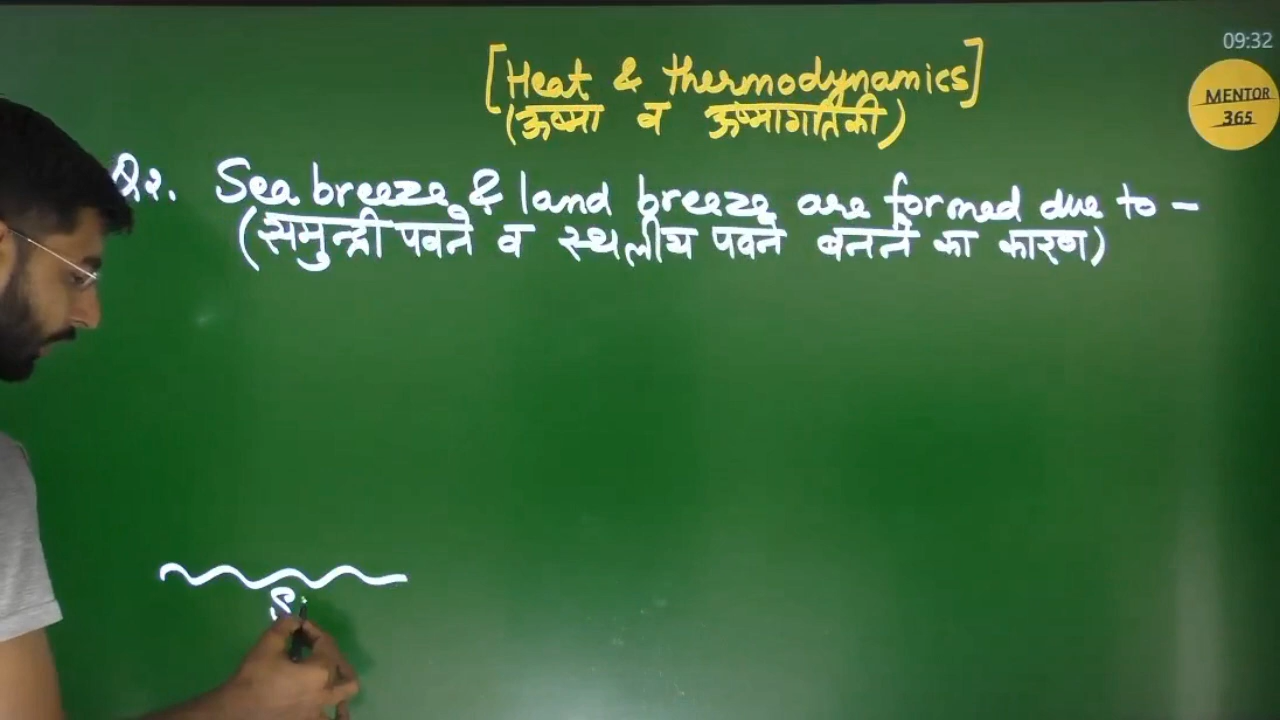 09:32
MENTOR
365
[Heat & thermodynamics]
(ऊष्मा व ऊष्मागतिकी)
Q2. Sea breeze & land breeze are formed due to -
(समुन्द्री पवने व स्थलीय पवने बनने का कारण)
S